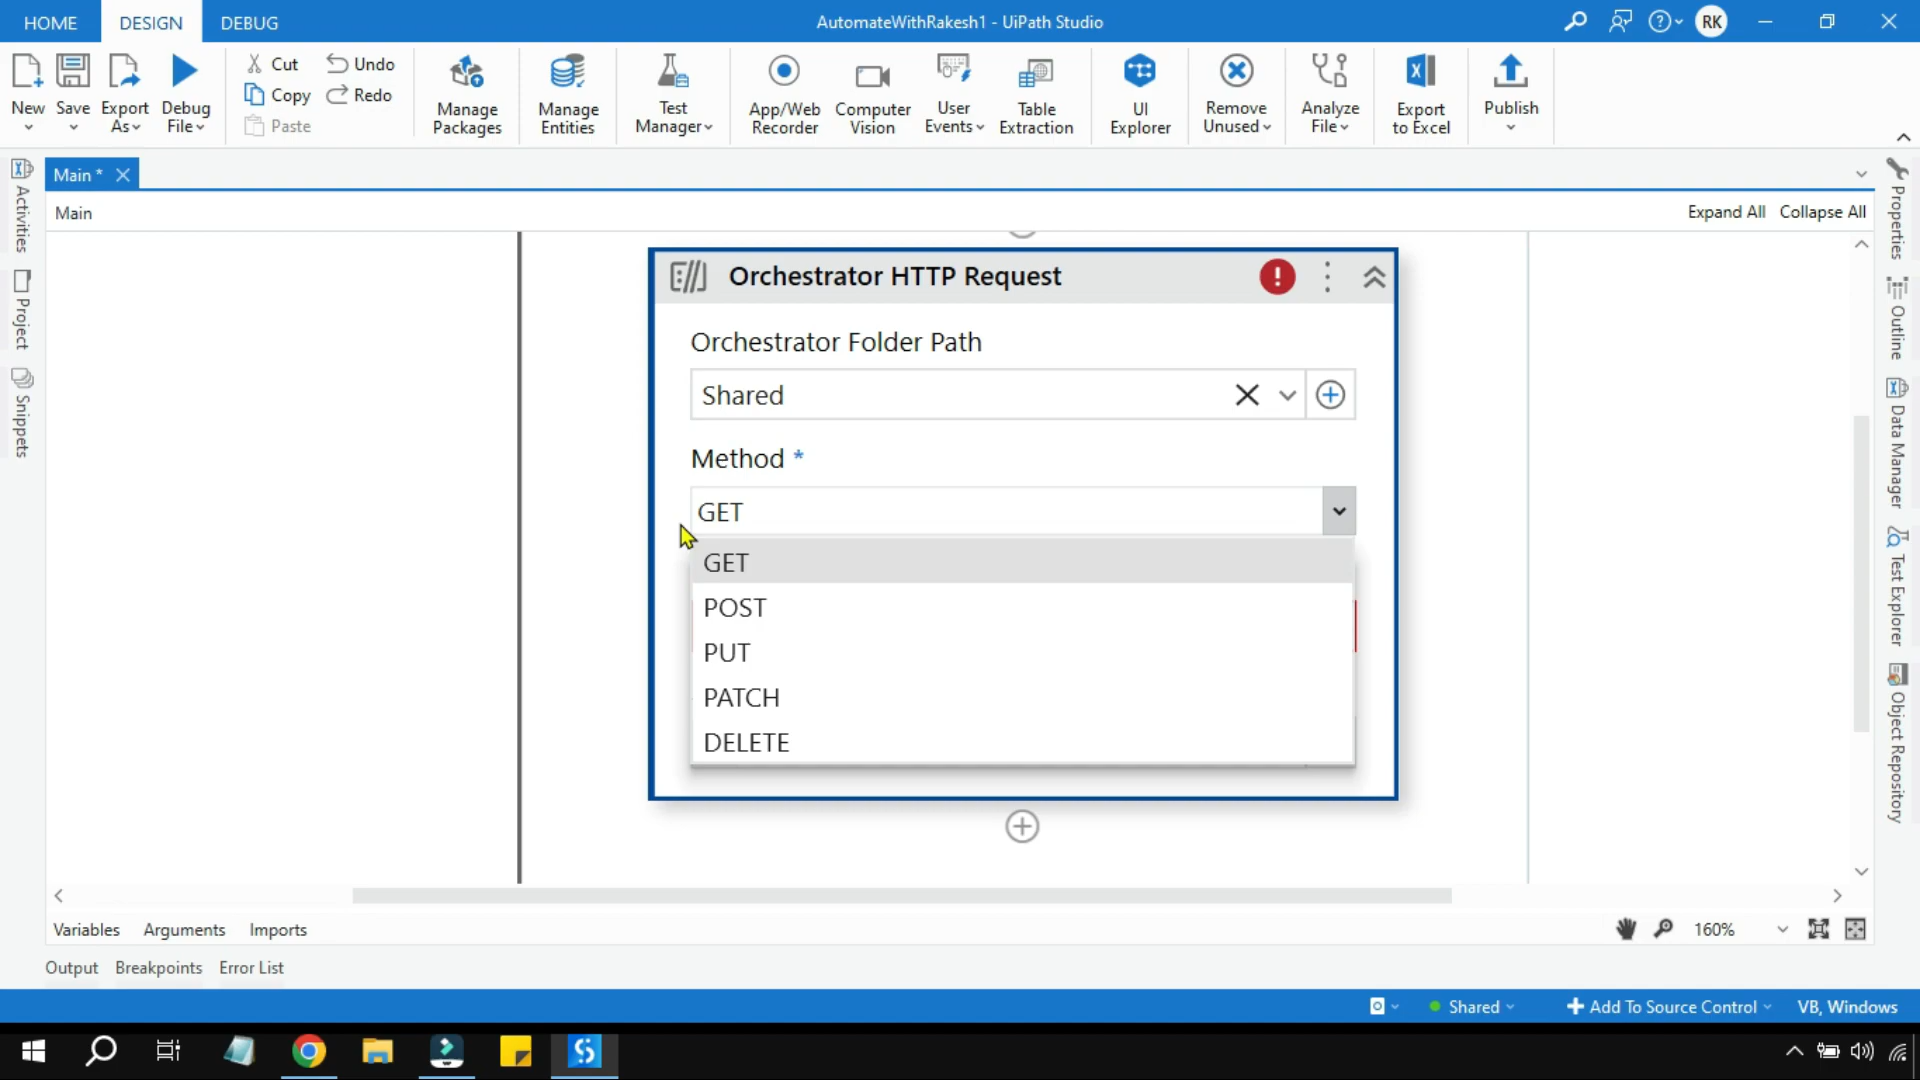 HOME
DESIGN
DEBUG
AutomateWithRakesh1 - UiPath Studio
RK
New
Save
Export As
Debug File
Cut
Copy
Paste
Undo
Redo
Manage Packages
Manage Entities
Test Manager
App/Web Recorder
Computer Vision
User Events
Table Extraction
UI Explorer
Remove Unused
Analyze File
Export to Excel
Publish
Main *
Main
Expand All
Collapse All
Activities
Project
Snippets
Properties
Outline
Data Manager
Test Explorer
Object Repository
Orchestrator HTTP Request
Orchestrator Folder Path
Shared
Method *
GET
GET
POST
PUT
PATCH
DELETE
Variables
Arguments
Imports
160%
Output
Breakpoints
Error List
Shared
Add To Source Control
VB, Windows